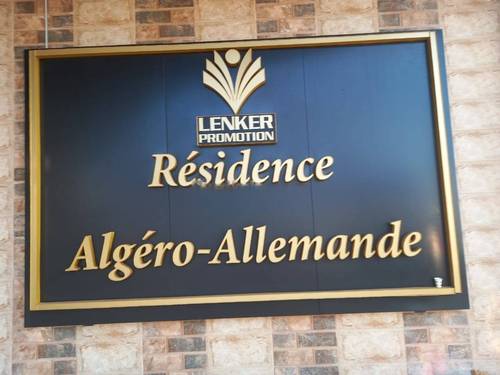 LENKER
PROMOTION
Résidence
Algéro-Allemande